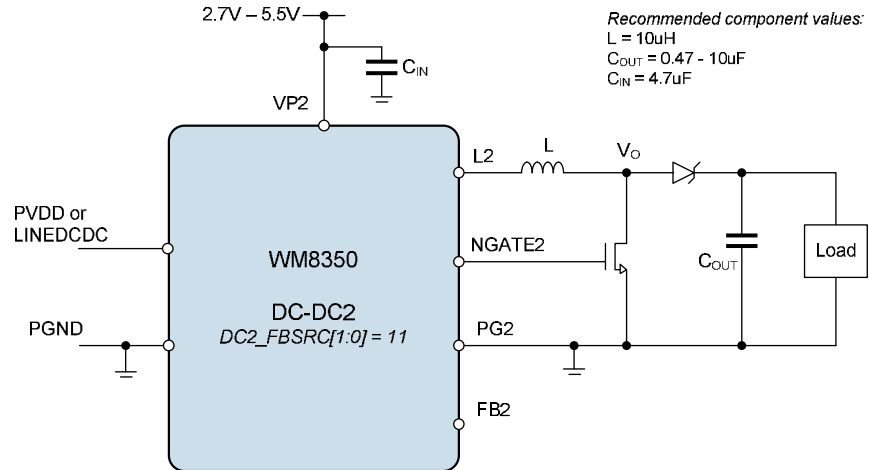 2.7V – 5.5V
Recommended component values:
L = 10uH
COUT = 0.47 - 10uF
CIN = 4.7uF
CIN
VP2
L2
L
VO
PVDD or
LINEDCDC
NGATE2
WM8350
COUT
Load
DC-DC2
DC2_FBSRC[1:0] = 11
PGND
PG2
FB2